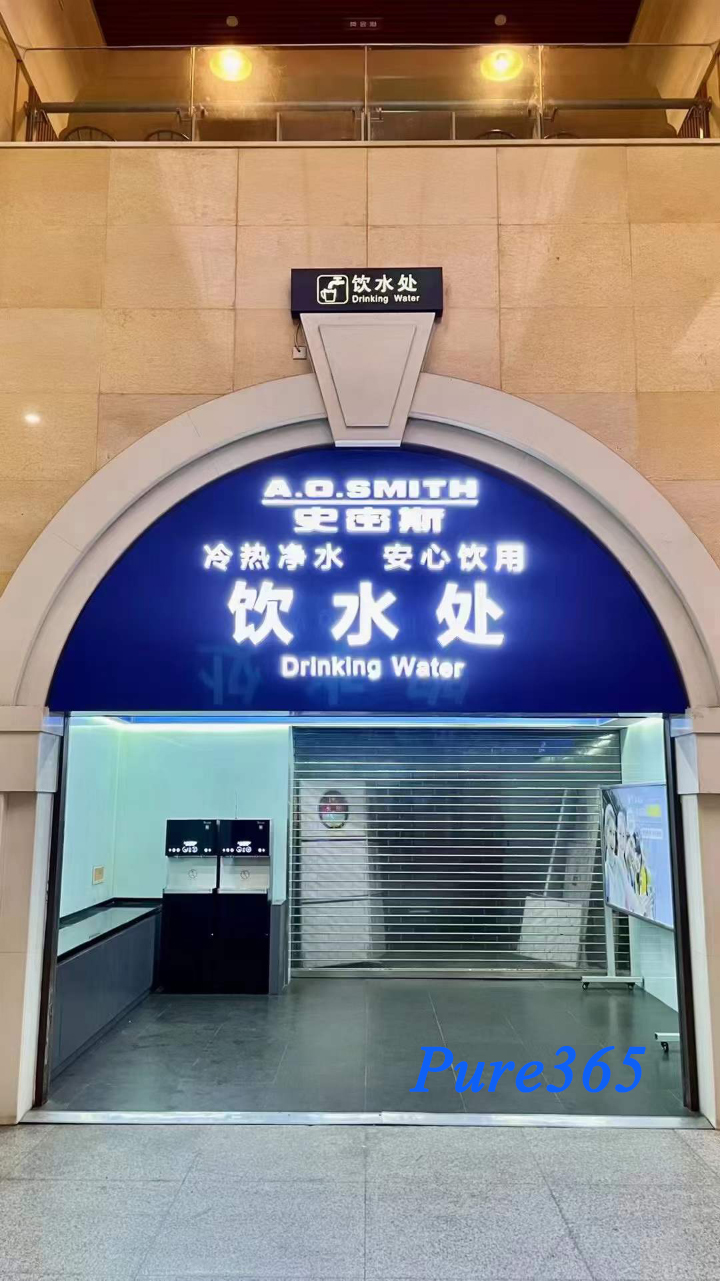 饮水处
Drinking Water
A.O.SMITH
史密斯
冷热净水 安心饮用
饮水处
Drinking Water
Pure365